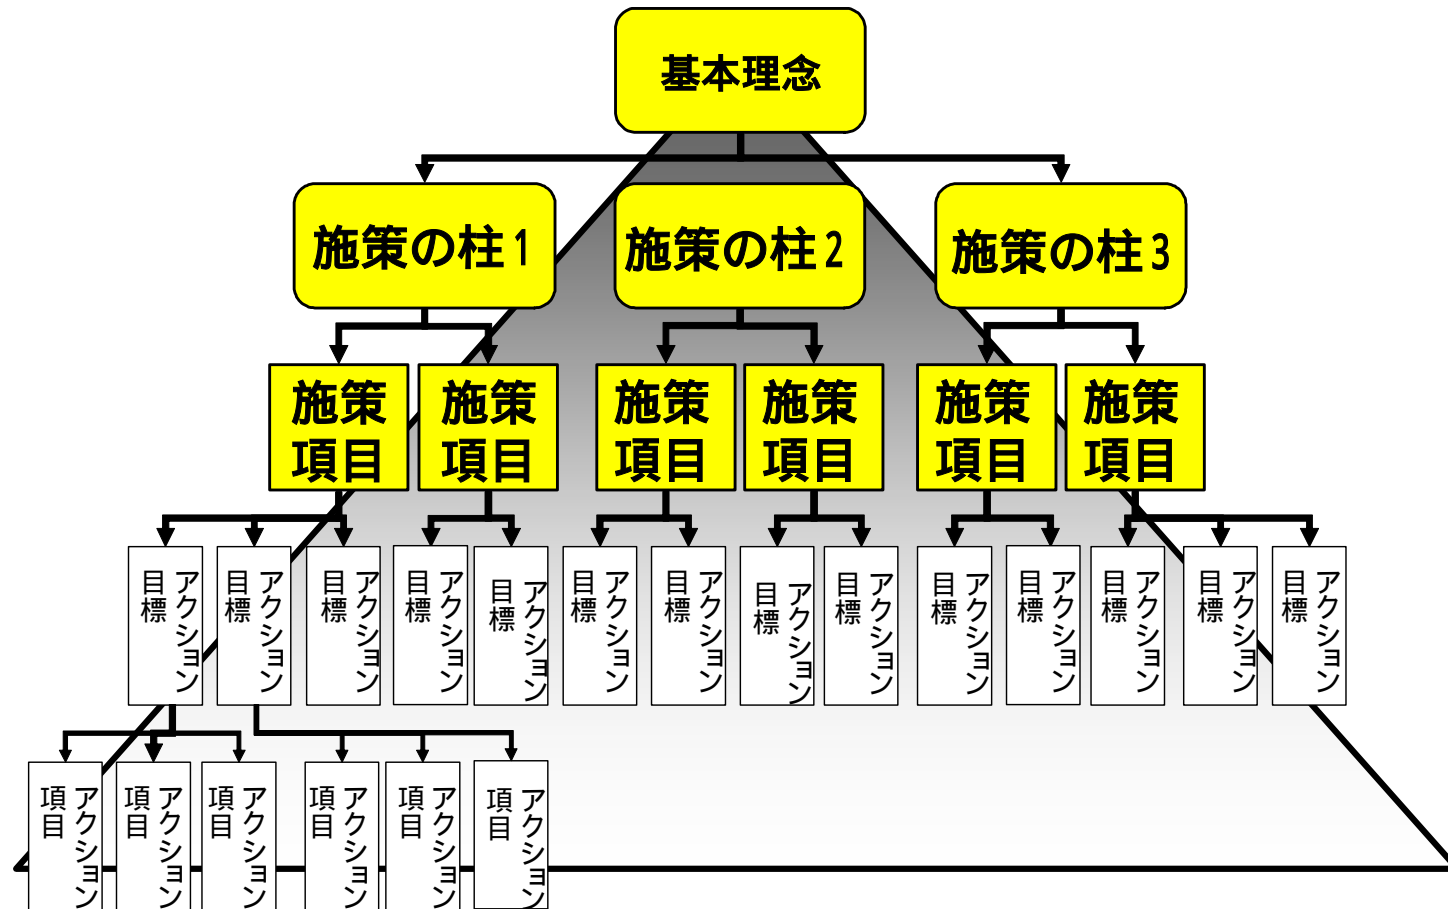 基本理念
施策の柱1
施策の柱2
施策の柱3
施策
項目
施策
項目
施策
項目
施策
項目
施策
項目
施策
項目
アクション
目標
アクション
目標
アクション
目標
アクション
目標
アクション
目標
アクション
目標
アクション
目標
アクション
目標
アクション
目標
アクション
目標
アクション
目標
アクション
目標
アクション
目標
アクション
目標
アクション
項目
アクション
項目
アクション
項目
アクション
項目
アクション
項目
アクション
項目